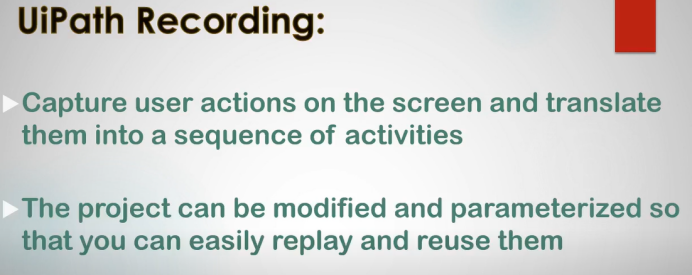 UiPath Recording:
Capture user actions on the screen and translate
them into a sequence of activities
The project can be modified and parameterized so
that you can easily replay and reuse them